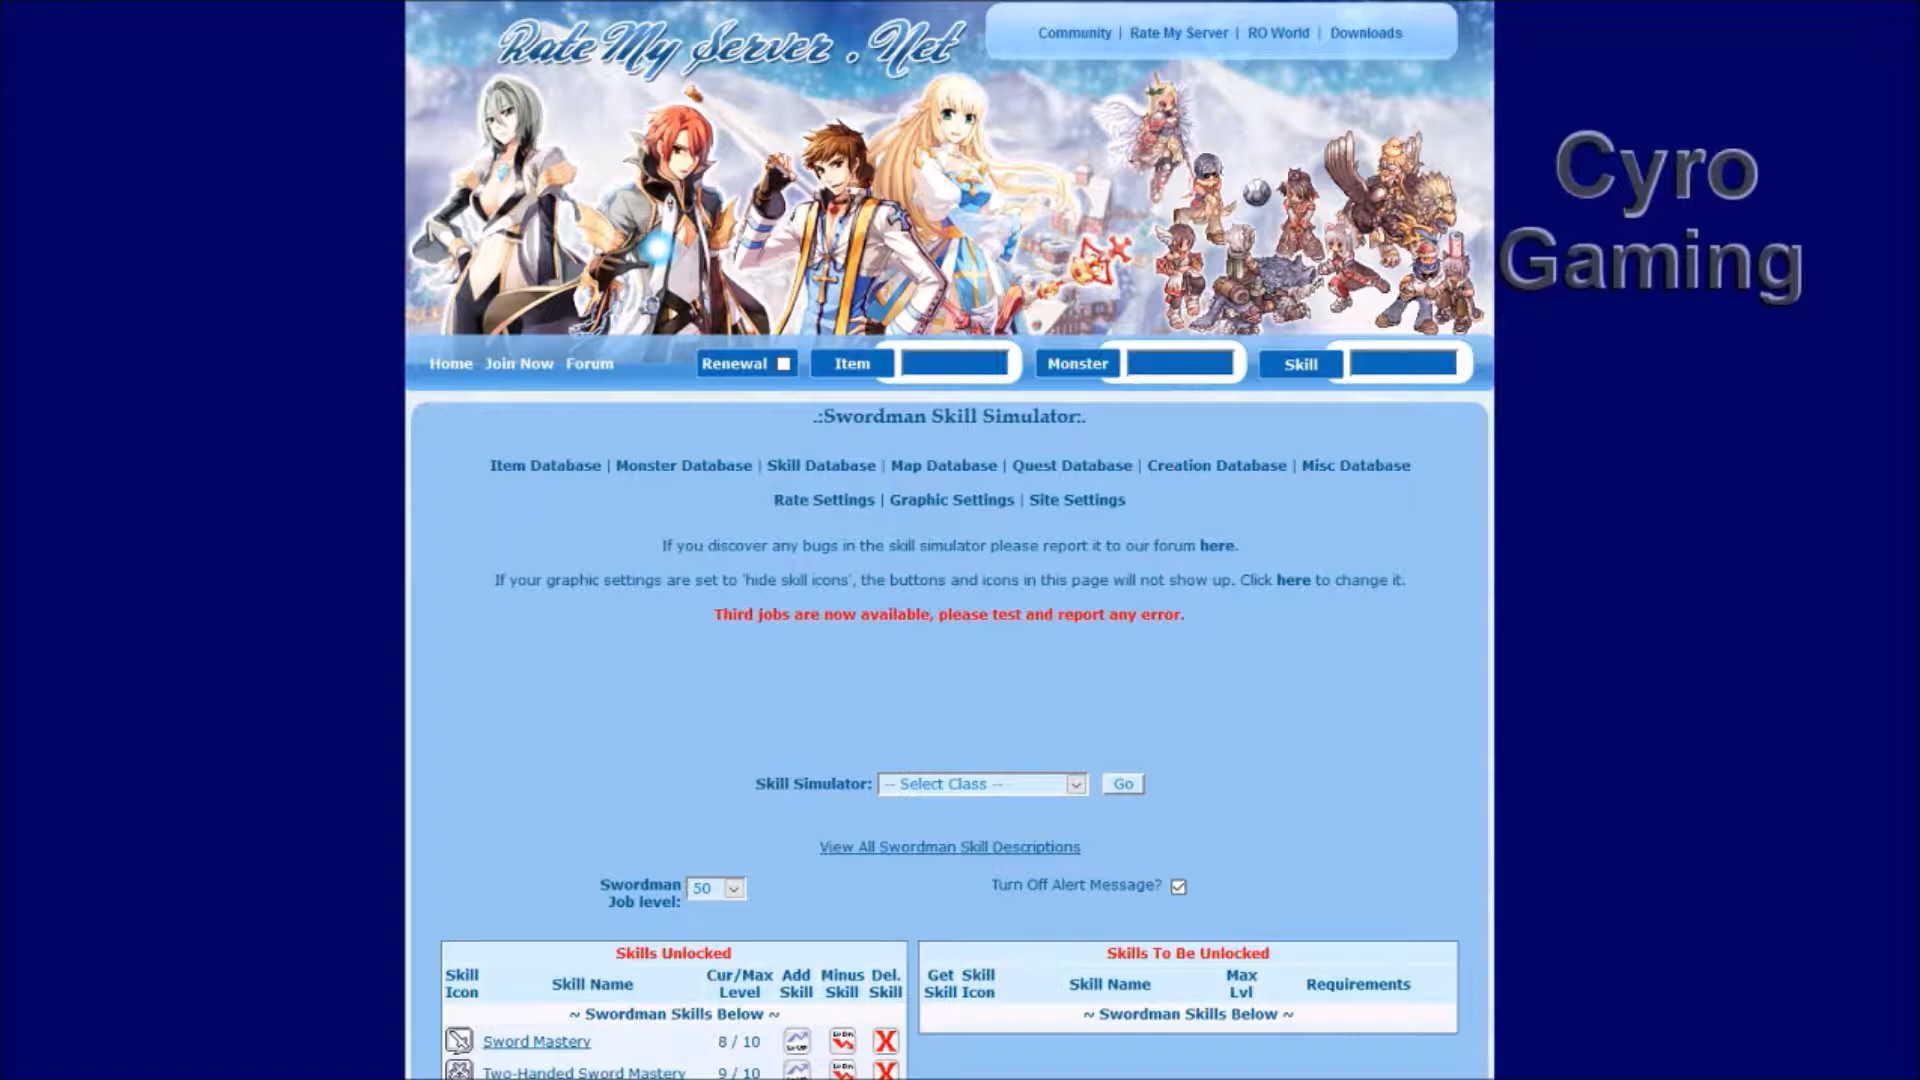 Rate My Server . Net
Community | Rate My Server | RO World | Downloads
Cyro
Gaming
Home Join Now Forum Renewal Item Monster Skill
.:Swordman Skill Simulator:.
Item Database | Monster Database | Skill Database | Map Database | Quest Database | Creation Database | Misc Database
Rate Settings | Graphic Settings | Site Settings
If you discover any bugs in the skill simulator please report it to our forum here.
If your graphic settings are set to 'hide skill icons', the buttons and icons in this page will not show up. Click here to change it.
Third jobs are now available, please test and report any error.
Skill Simulator: -- Select Class -- Go
View All Swordman Skill Descriptions
Swordman
Job level: 50
Turn Off Alert Message?
Skills Unlocked
Skill Icon Skill Name Cur/Max Level Add Skill Minus Skill Del. Skill
~ Swordman Skills Below ~
Sword Mastery 8 / 10
Two-Handed Sword Mastery 9 / 10
Skills To Be Unlocked
Get Skill Skill Icon Skill Name Max Lvl Requirements
~ Swordman Skills Below ~